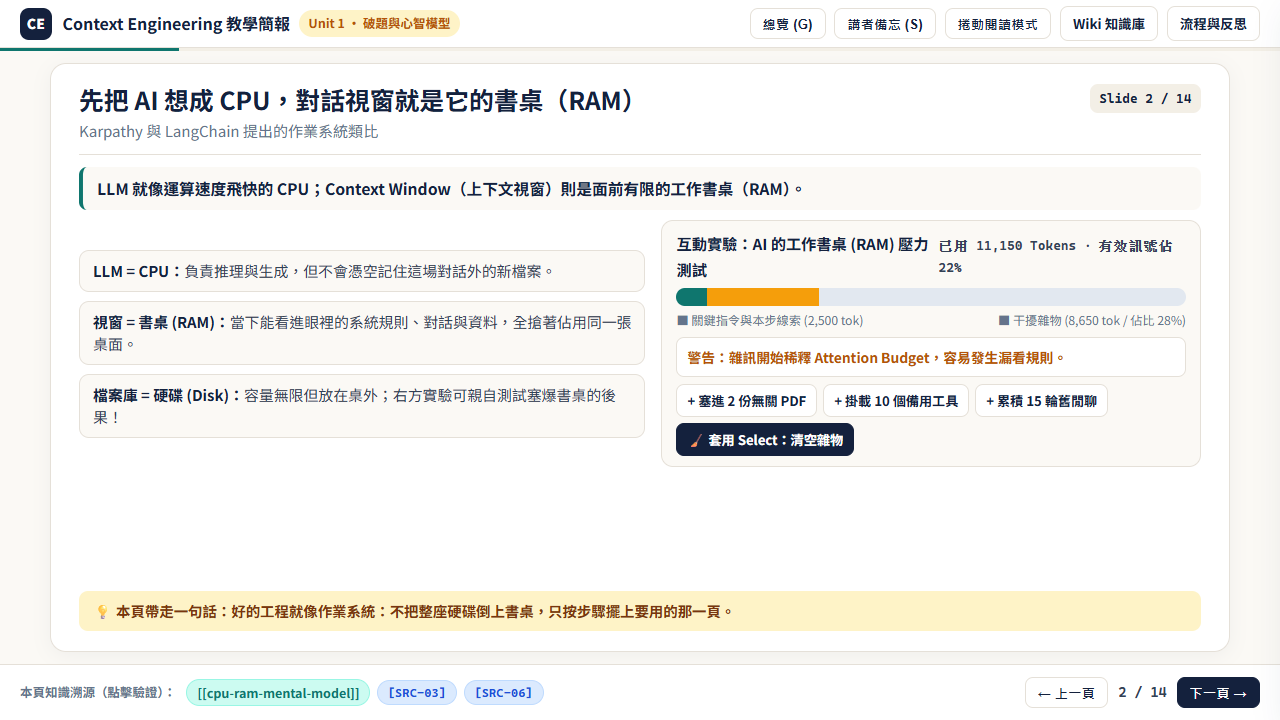 CE Context Engineering 教學簡報 Unit 1 · 破題與心智模型 總覽 (G) 講者備忘 (S) 捲動閱讀模式 Wiki 知識庫 流程與反思
先把 AI 想成 CPU，對話視窗就是它的書桌（RAM）
Slide 2 / 14
Karpathy 與 LangChain 提出的作業系統類比
LLM 就像運算速度飛快的 CPU；Context Window（上下文視窗）則是面前有限的工作書桌（RAM）。
LLM = CPU：負責推理與生成，但不會憑空記住這場對話外的新檔案。
視窗 = 書桌 (RAM)：當下能看進眼裡的系統規則、對話與資料，全搶著佔用同一張
桌面。
檔案庫 = 硬碟 (Disk)：容量無限但放在桌外；右方實驗可親自測試塞爆書桌的後
果！
互動實驗：AI 的工作書桌 (RAM) 壓力
測試
已用 11,150 Tokens · 有效訊號佔
22%
■ 關鍵指令與本步線索 (2,500 tok)
■ 干擾雜物 (8,650 tok / 佔比 28%)
警告：雜訊開始稀釋 Attention Budget，容易發生漏看規則。
+ 塞進 2 份無關 PDF + 掛載 10 個備用工具 + 累積 15 輪舊閒聊
🧹 套用 Select：清空雜物
💡 本頁帶走一句話：好的工程就像作業系統：不把整座硬碟倒上書桌，只按步驟擺上要用的那一頁。
本頁知識溯源（點擊驗證）： [[cpu-ram-mental-model]] [SRC-03] [SRC-06] ← 上一頁 2 / 14 下一頁 →